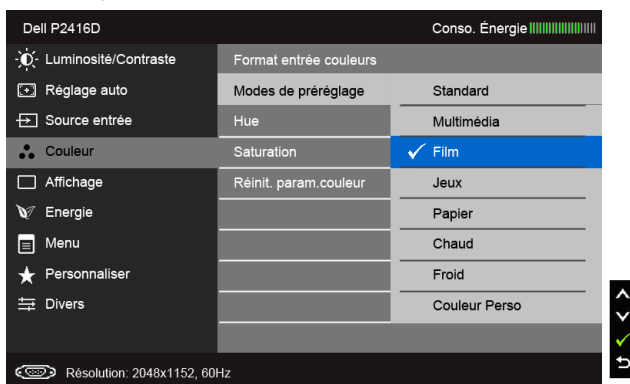 Dell P2416D
Conso. Énergie
Luminosité/Contraste
Format entrée couleurs
Réglage auto
Modes de préréglage
Standard
Source entrée
Hue
Multimédia
Couleur
Saturation
Film
Affichage
Réinit. param.couleur
Jeux
Energie
Papier
Menu
Chaud
Personnaliser
Froid
Divers
Couleur Perso
Résolution: 2048x1152, 60Hz